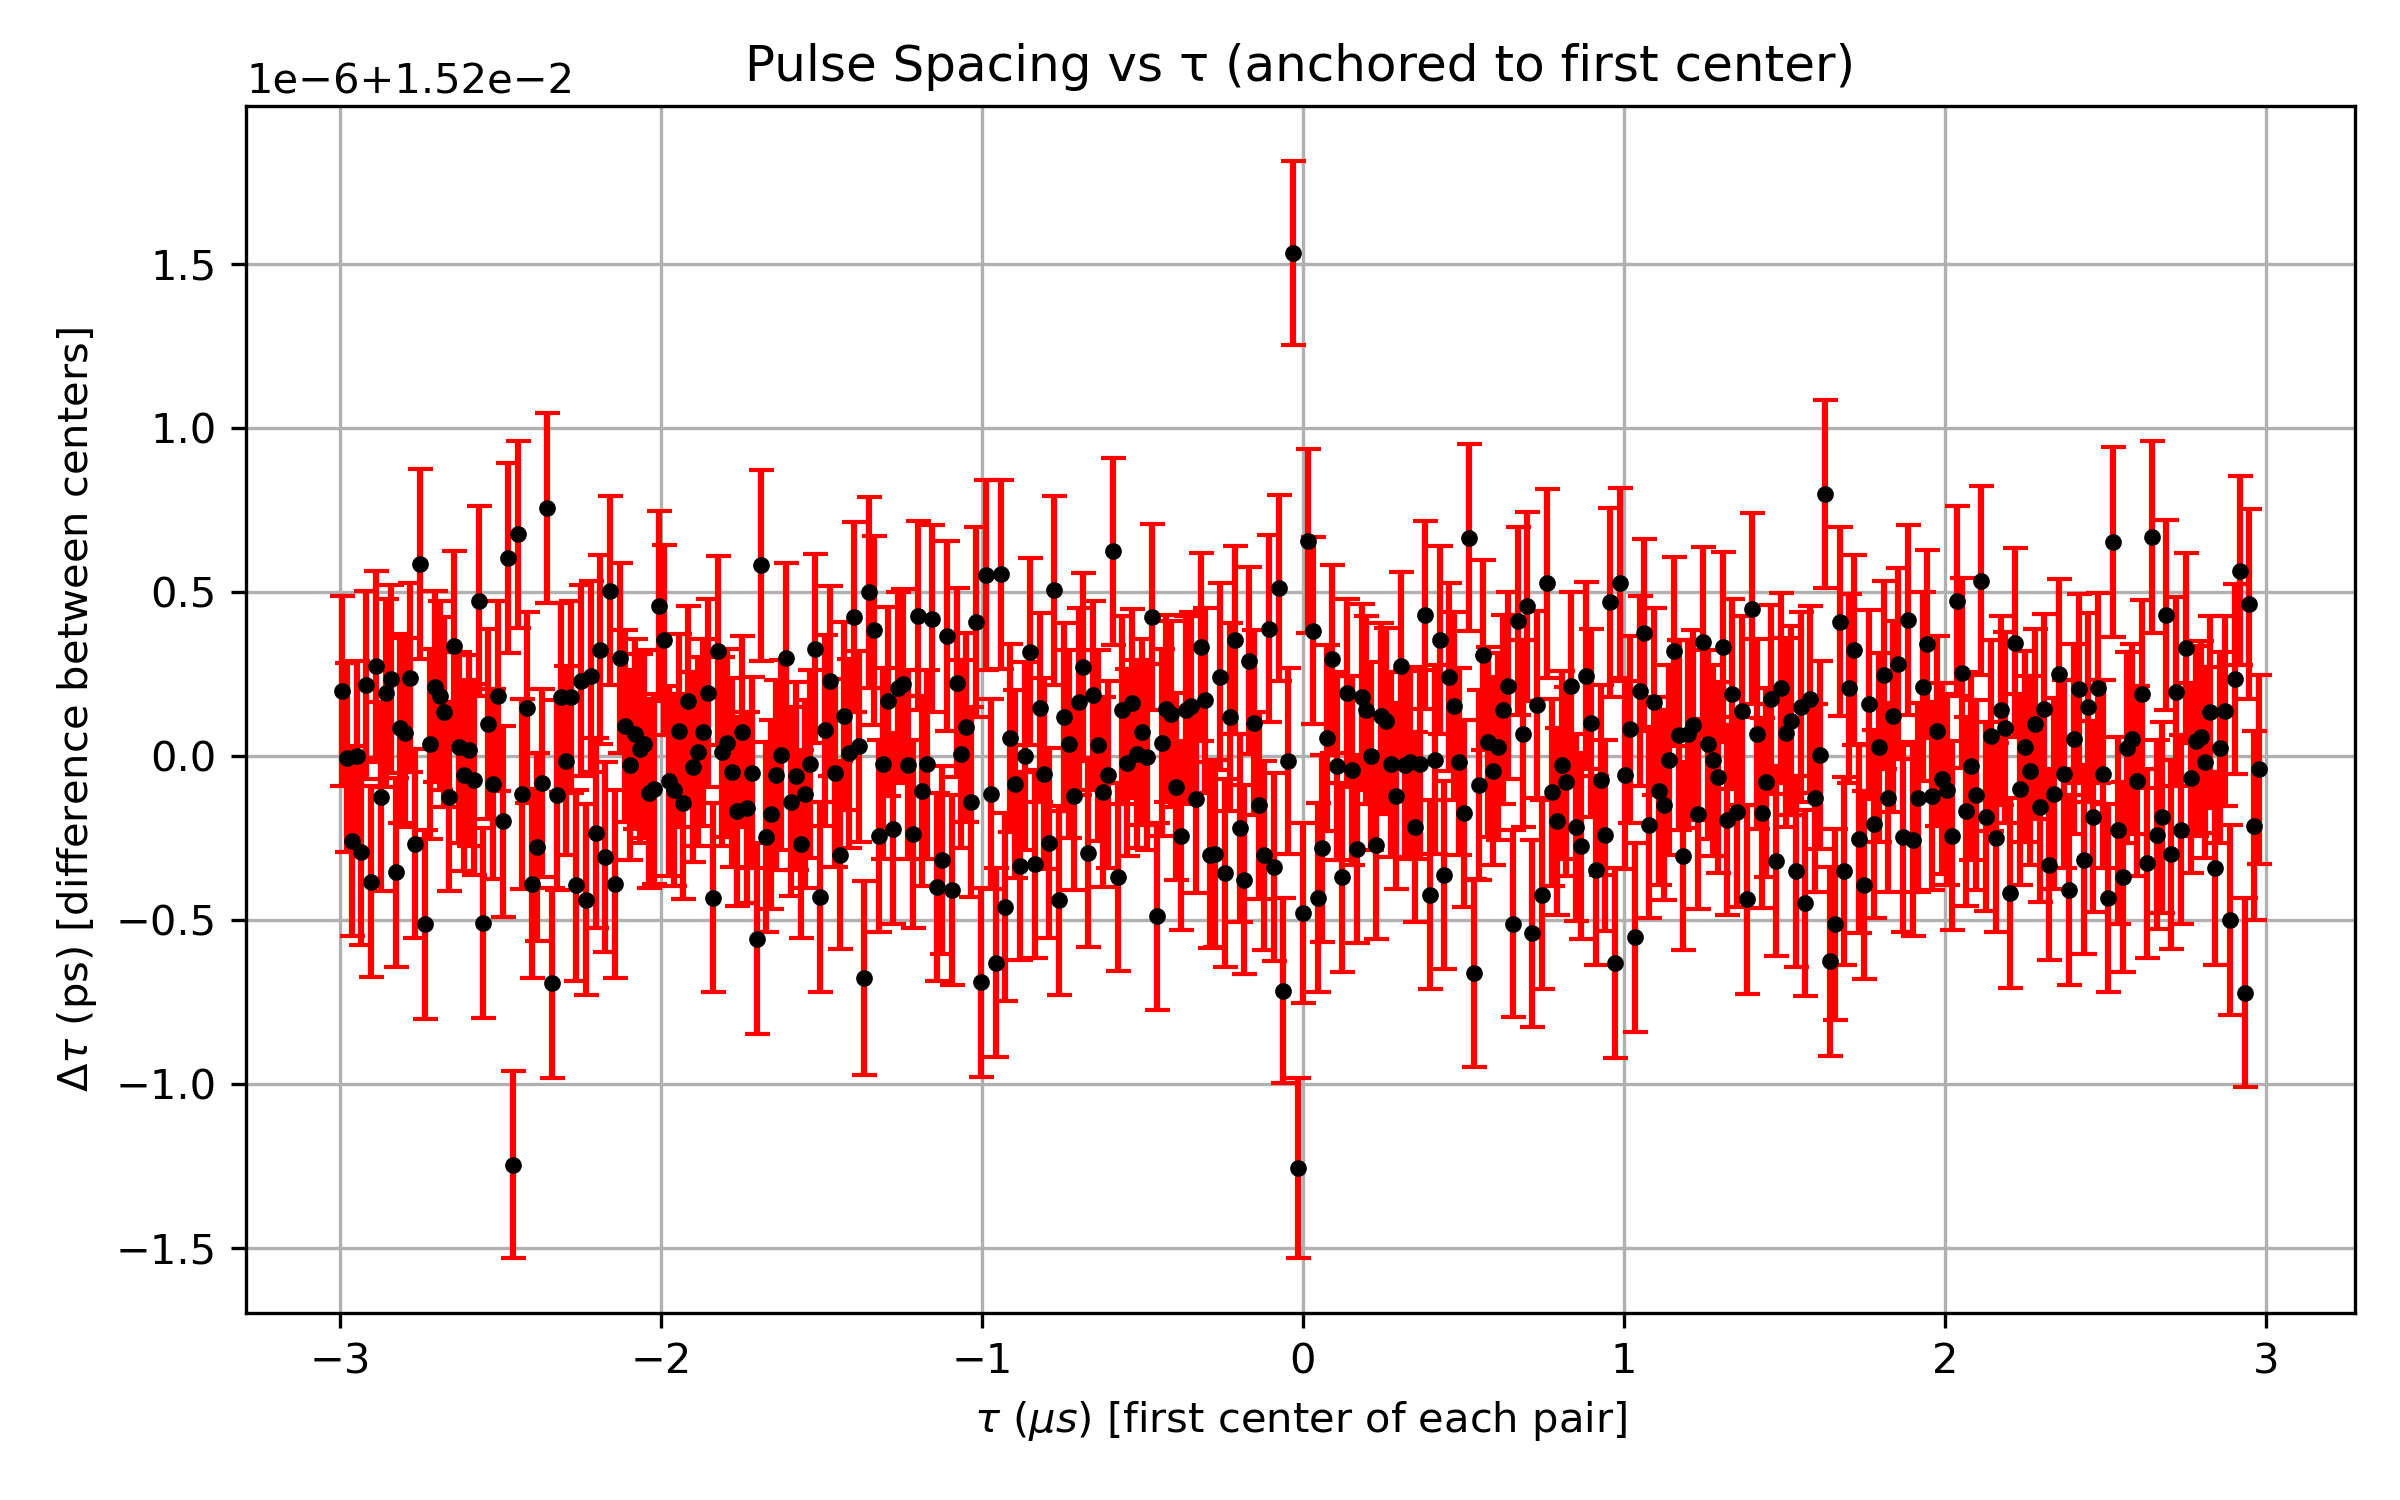 Pulse Spacing vs τ (anchored to first center)
1e−6+1.52e−2
1.5
1.0
0.5
0.0
−0.5
−1.0
−1.5
Δτ (ps) [difference between centers]
−3 −2 −1 0 1 2 3
τ (μs) [first center of each pair]